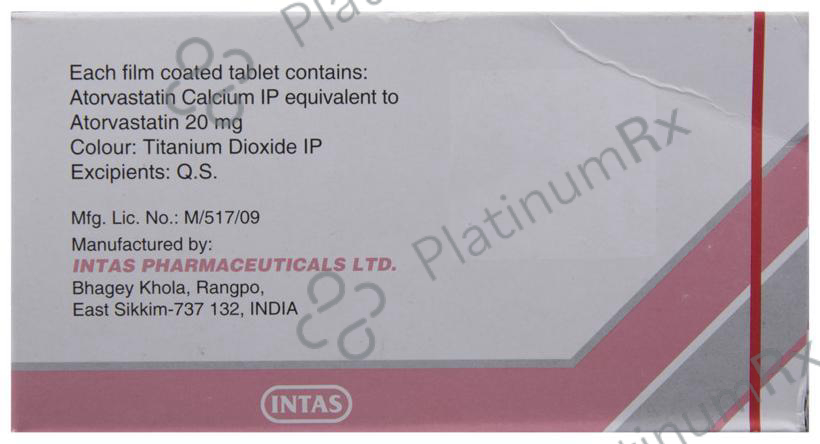 Each film coated tablet contains:
Atorvastatin Calcium IP equivalent to
Atorvastatin 20 mg
Colour: Titanium Dioxide IP
Excipients: Q.S.
Mfg. Lic. No.: M/517/09
Manufactured by:
INTAS PHARMACEUTICALS LTD.
Bhagey Khola, Rangpo,
East Sikkim-737 132, INDIA
INTAS
Plat
PlatinumRx
PlatinumRx